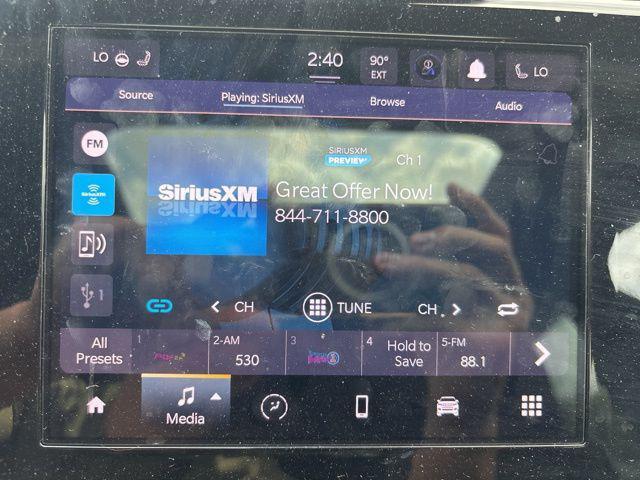 LO
2:40
90°
EXT
LO
Source
Playing: SiriusXM
Browse
Audio
FM
SIRIUSXM
PREVIEW
Ch 1
SiriusXM
SiriusXM
Great Offer Now!
844-711-8800
1
CH
TUNE
CH
All
Presets
1
2-AM
530
3
4 Hold to
Save
5-FM
88.1
Media